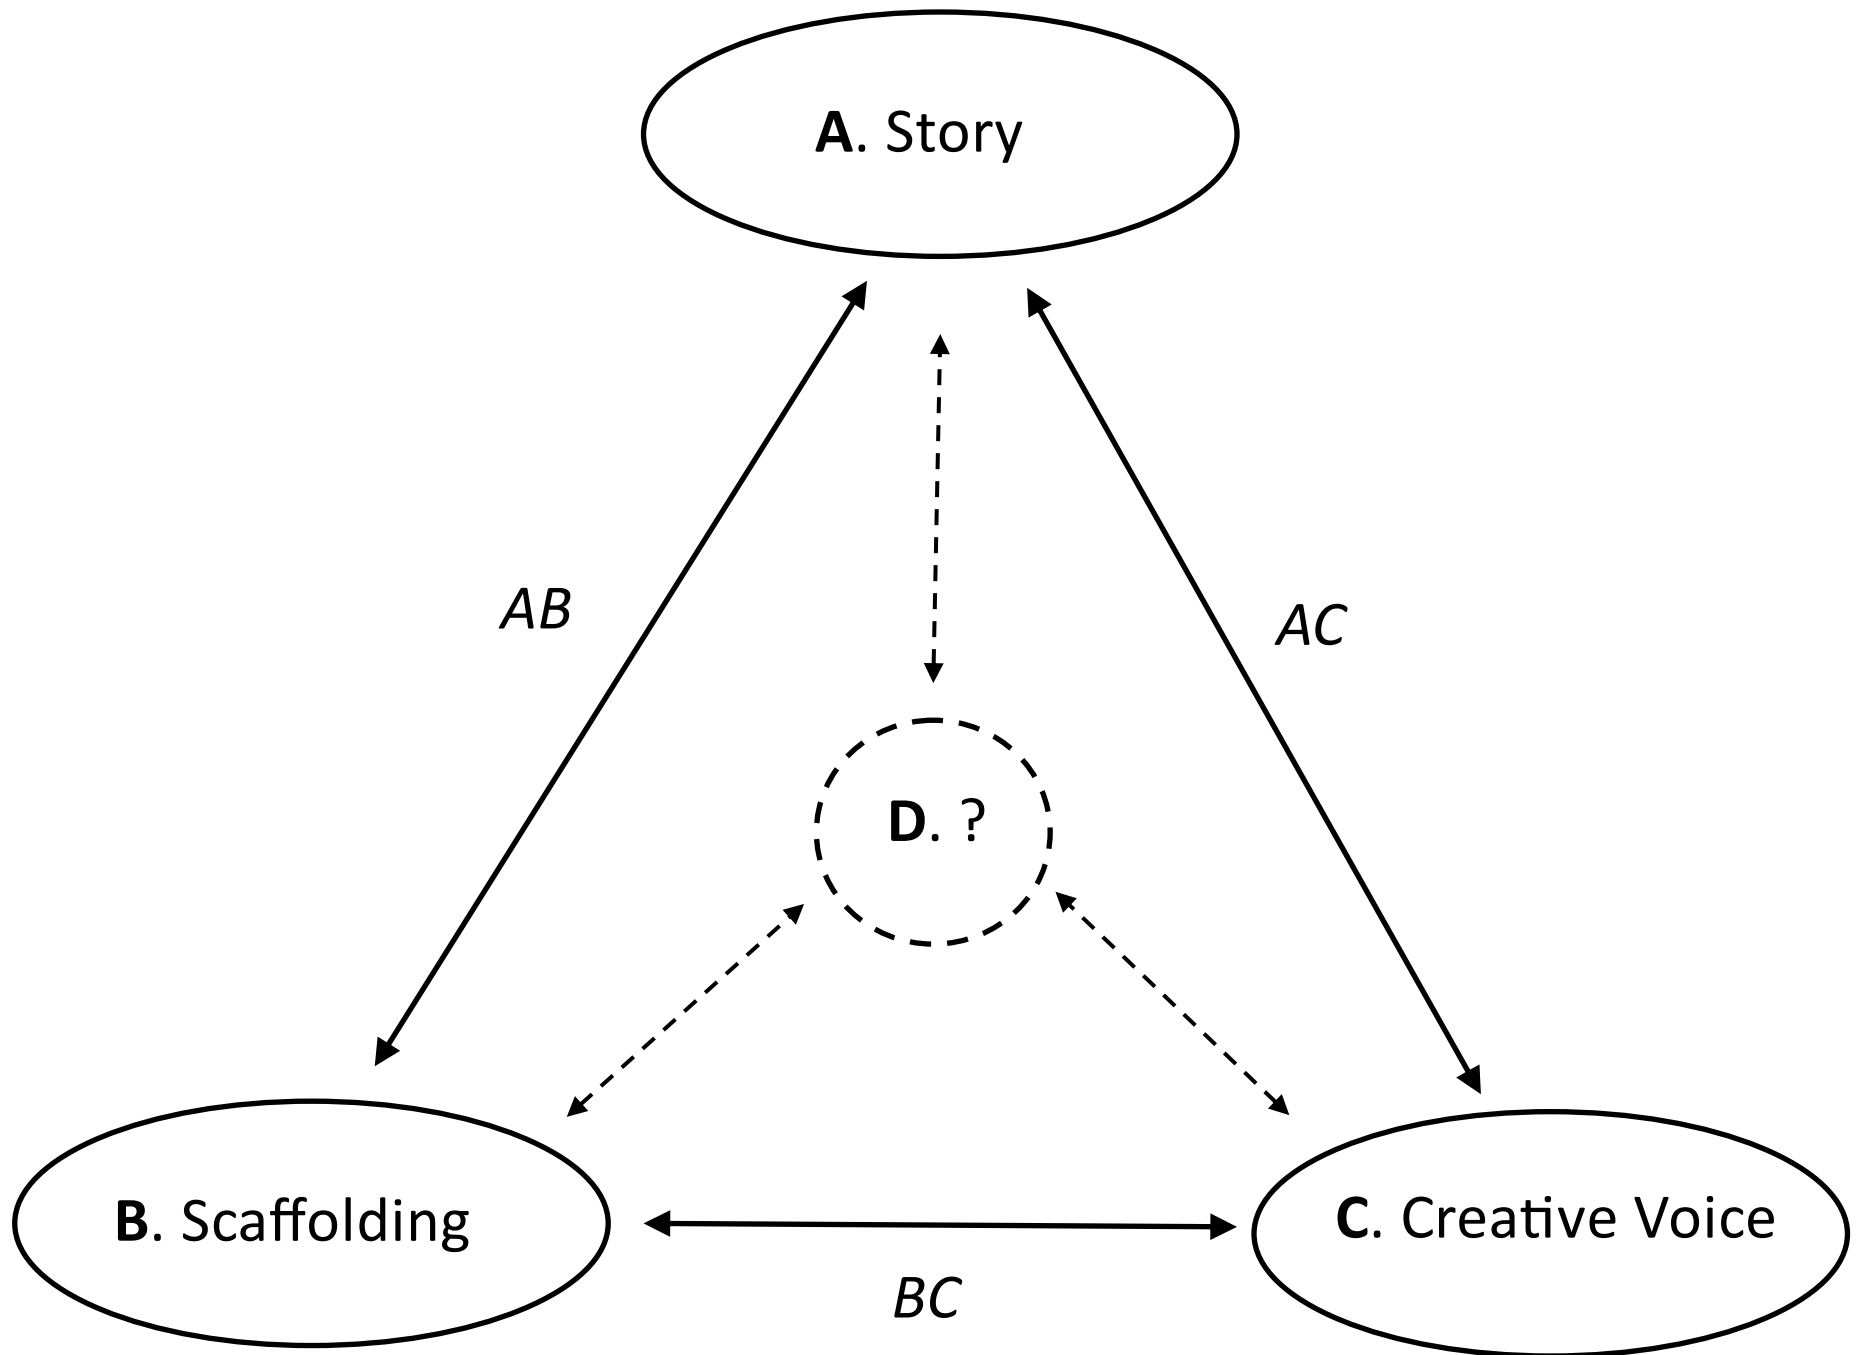 A. Story
AB
AC
D. ?
B. Scaffolding
C. Creative Voice
BC